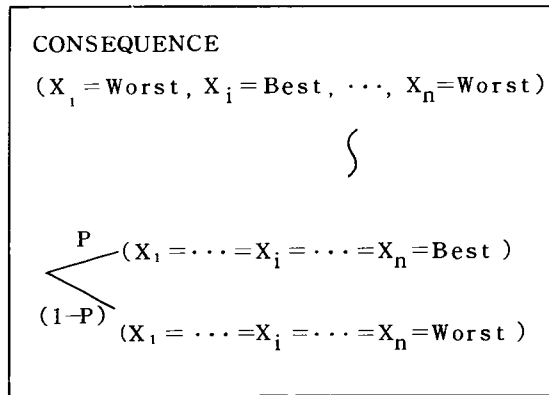 CONSEQUENCE
(X₁=Worst, Xᵢ=Best, ···, Xₙ=Worst)
∫
P (X₁=····=Xᵢ=····=Xₙ=Best)
(1-P) (X₁=····=Xᵢ=····=Xₙ=Worst)